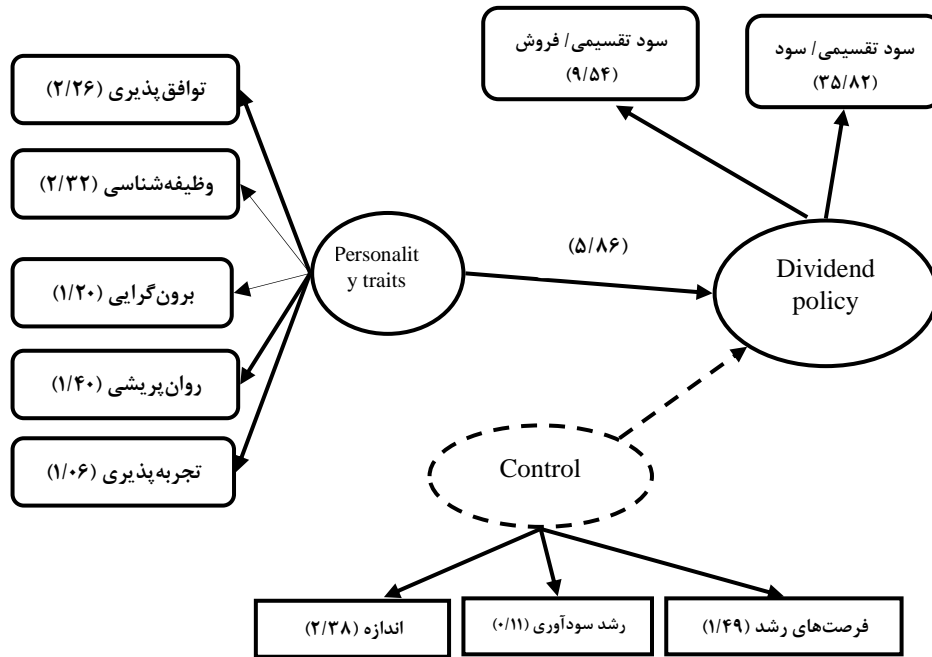 سود تقسیمی/ فروش
(۹/۵۴)
سود تقسیمی/ سود
(۳۵/۸۲)
توافق‌پذیری (۲/۲۶)
وظیفه‌شناسی (۲/۳۲)
برون‌گرایی (۱/۲۰)
روان‌پریشی (۱/۴۰)
تجربه‌پذیری (۱/۰۶)
Personalit
y traits
(۵/۸۶)
Dividend
policy
Control
اندازه (۲/۳۸)
رشد سودآوری (۰/۱۱)
فرصت‌های رشد (۱/۴۹)